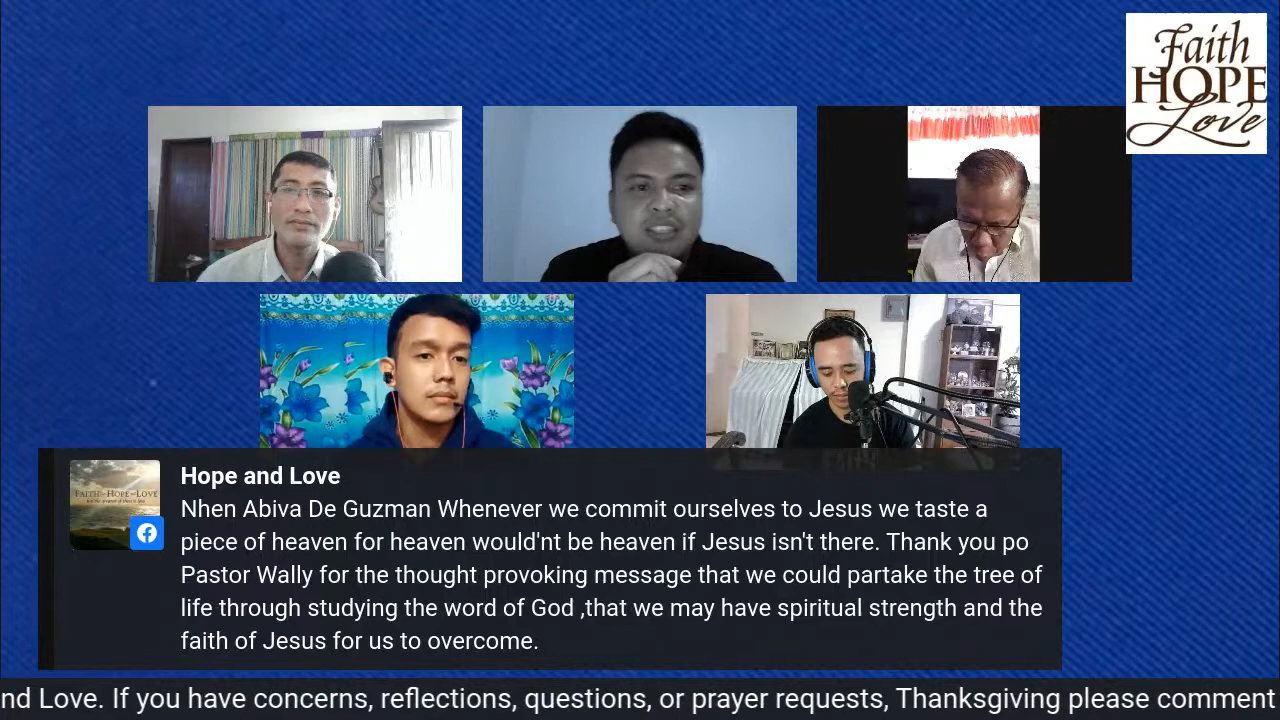 Faith
HOPE
Love
FAITH HOPE and LOVE
Hope and Love
Nhen Abiva De Guzman Whenever we commit ourselves to Jesus we taste a
piece of heaven for heaven would'nt be heaven if Jesus isn't there. Thank you po
Pastor Wally for the thought provoking message that we could partake the tree of
life through studying the word of God ,that we may have spiritual strength and the
faith of Jesus for us to overcome.
nd Love. If you have concerns, reflections, questions, or prayer requests, Thanksgiving please comment